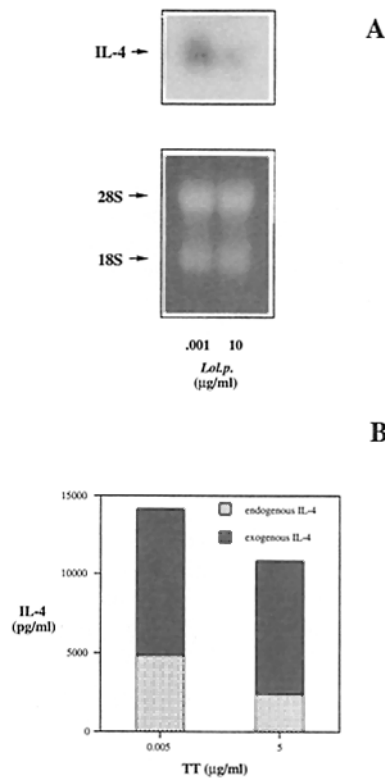 A
IL-4 →
28S →
18S →
.001 10
Lol.p.
(μg/ml)
B
15000
endogenous IL-4
exogenous IL-4
10000
IL-4
(pg/ml)
5000
0
0.005 5
TT (μg/ml)